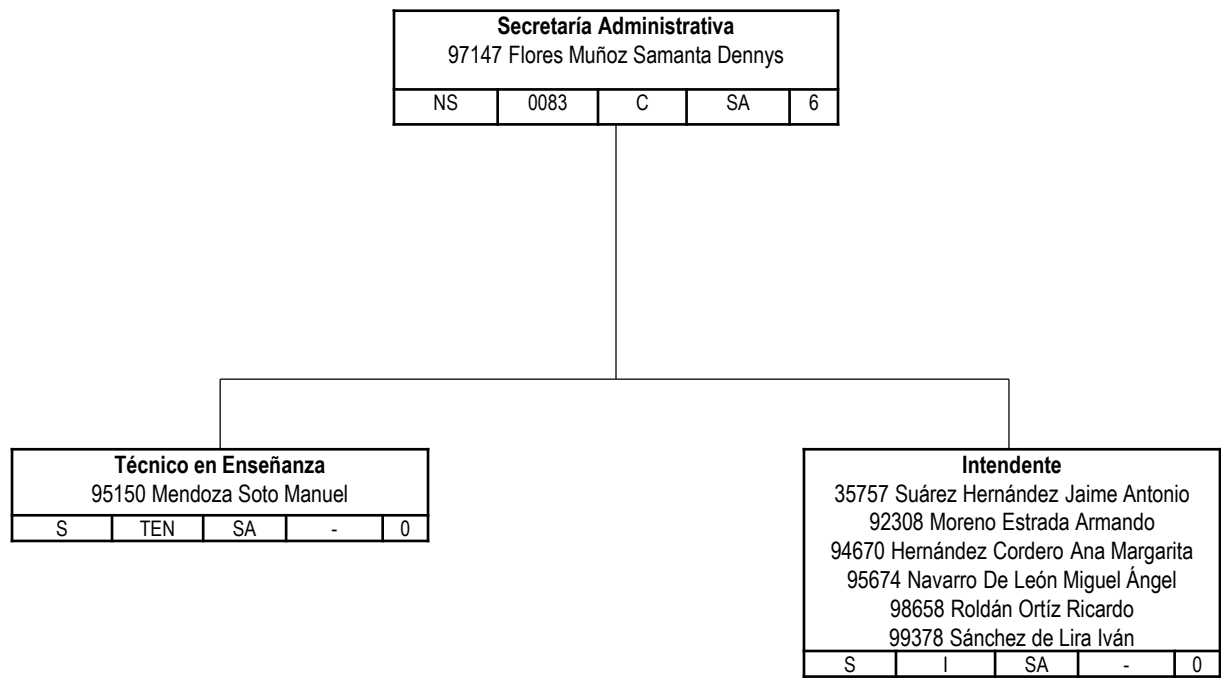 Secretaría Administrativa
97147 Flores Muñoz Samanta Dennys
NS 0083 C SA 6
Técnico en Enseñanza
95150 Mendoza Soto Manuel
S TEN SA - 0
Intendente
35757 Suárez Hernández Jaime Antonio
92308 Moreno Estrada Armando
94670 Hernández Cordero Ana Margarita
95674 Navarro De León Miguel Ángel
98658 Roldán Ortíz Ricardo
99378 Sánchez de Lira Iván
S I SA - 0